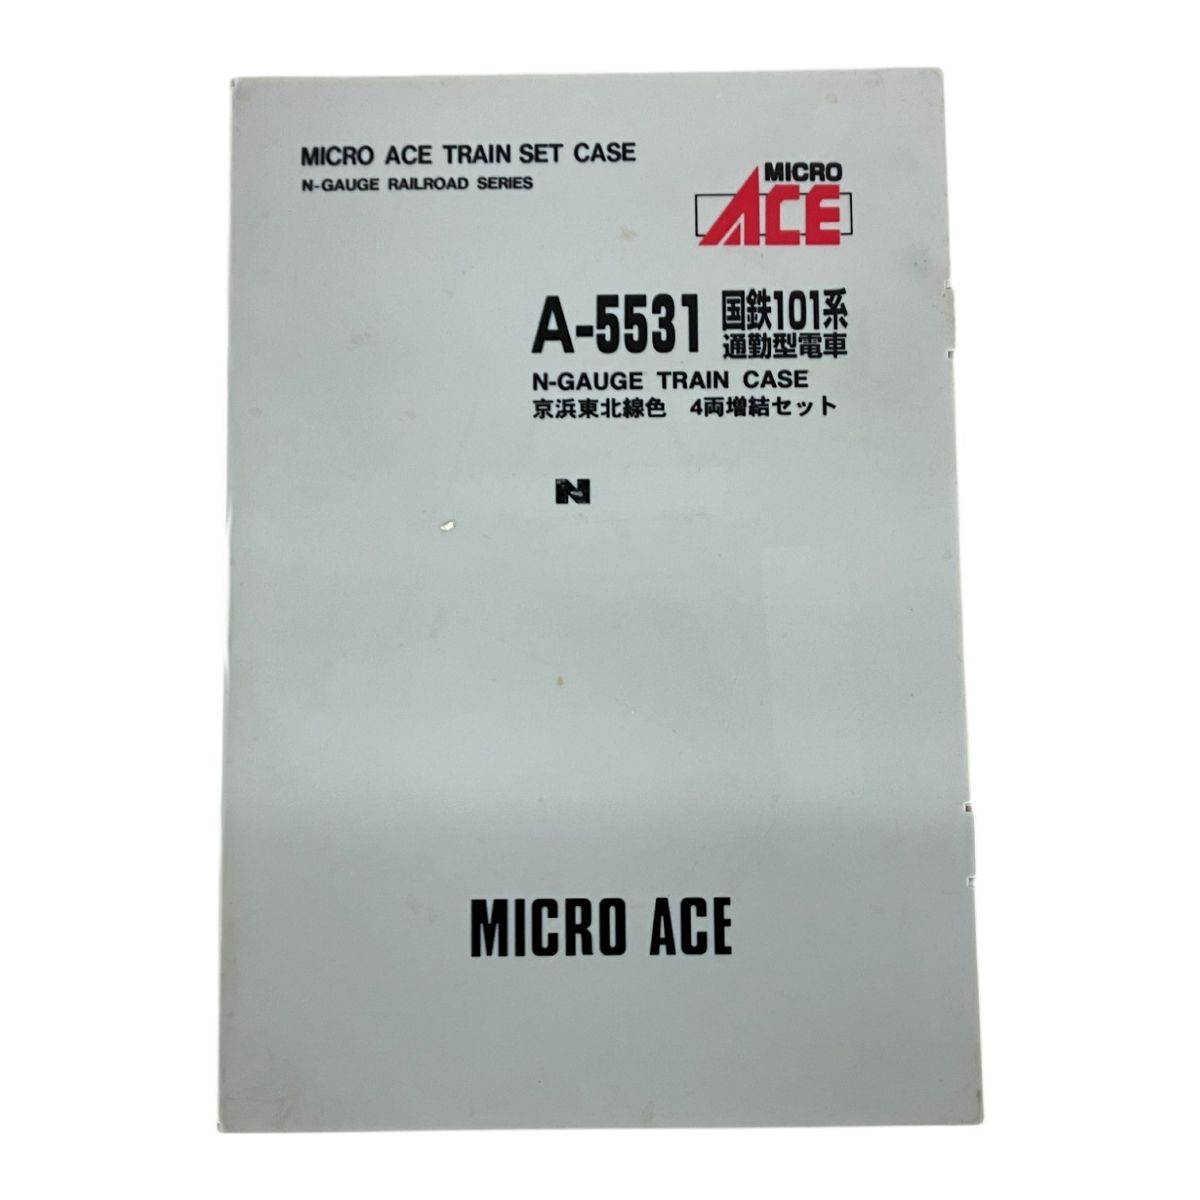 MICRO ACE TRAIN SET CASE
N-GAUGE RAILROAD SERIES
MICRO
ACE
A-5531 国鉄101系
通勤型電車
N-GAUGE TRAIN CASE
京浜東北線色 4両増結セット
N
MICRO ACE